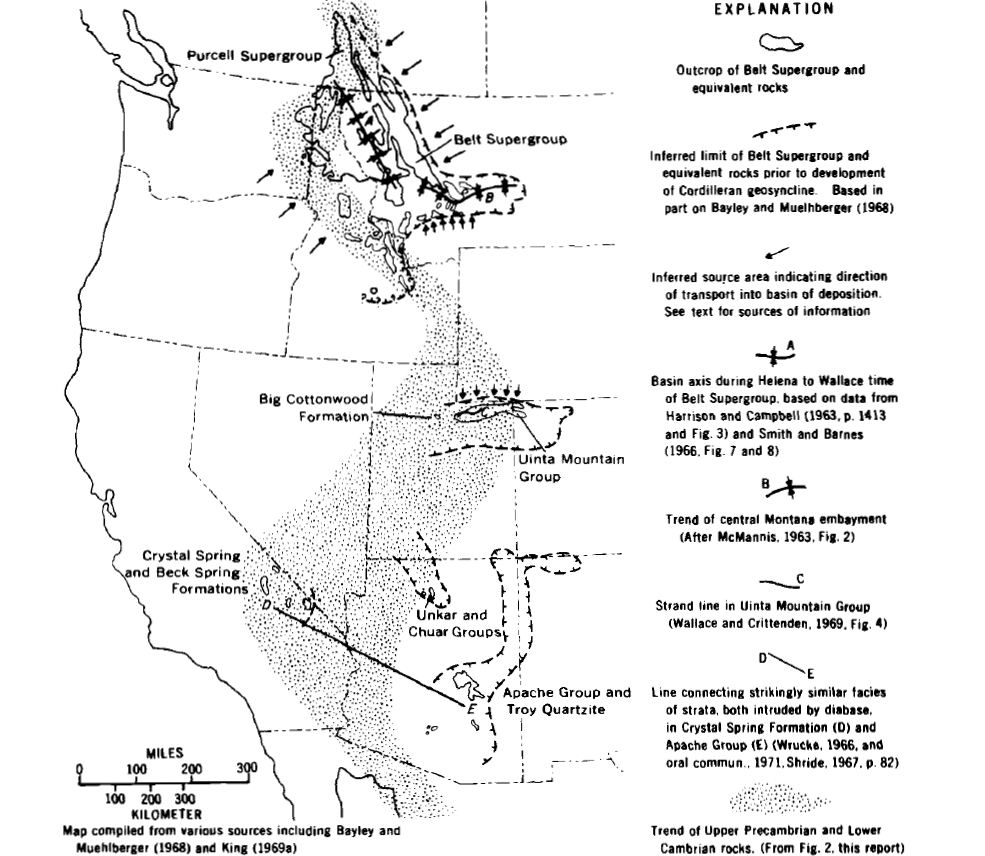 EXPLANATION
Outcrop of Belt Supergroup and
equivalent rocks
Inferred limit of Belt Supergroup and
equivalent rocks prior to development
of Cordilleran geosyncline. Based in
part on Bayley and Muelhberger (1968)
Inferred source area indicating direction
of transport into basin of deposition.
See text for sources of information
A
Basin axis during Helena to Wallace time
of Belt Supergroup, based on data from
Harrison and Campbell (1963, p. 1413
and Fig. 3) and Smith and Barnes
(1966, Fig. 7 and 8)
B
Trend of central Montana embayment
(After McMannis, 1963, Fig. 2)
C
Strand line in Uinta Mountain Group
(Wallace and Crittenden, 1969, Fig. 4)
D
E
Line connecting strikingly similar facies
of strata, both intruded by diabase,
in Crystal Spring Formation (D) and
Apache Group (E) (Wrucke, 1966, and
oral commun., 1971, Shride, 1967, p. 82)
Trend of Upper Precambrian and Lower
Cambrian rocks. (From Fig. 2, this report)
Purcell Supergroup
A
Belt Supergroup
B
?
Big Cottonwood
Formation
Uinta Mountain
Group
Crystal Spring
and Beck Spring
Formations
D
Unkar and
Chuar Groups
Apache Group and
Troy Quartzite
E
MILES
0 100 200 300
100 200 300
KILOMETER
Map compiled from various sources including Bayley and
Muehlberger (1968) and King (1969a)